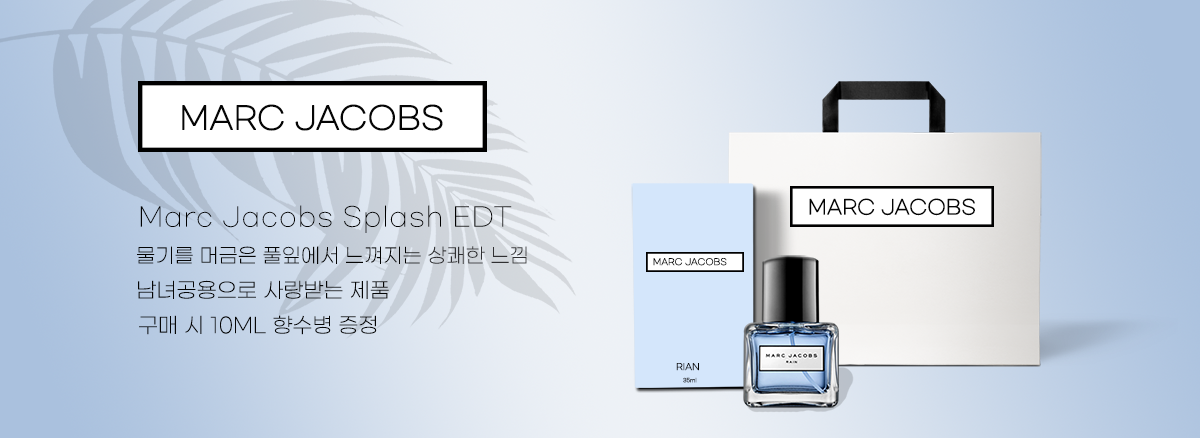 MARC JACOBS
Marc Jacobs Splash EDT
물기를 머금은 풀잎에서 느껴지는 상쾌한 느낌
남녀공용으로 사랑받는 제품
구매 시 10ML 향수병 증정
MARC JACOBS
MARC JACOBS
RIAN
35ml
MARC JACOBS
RAIN